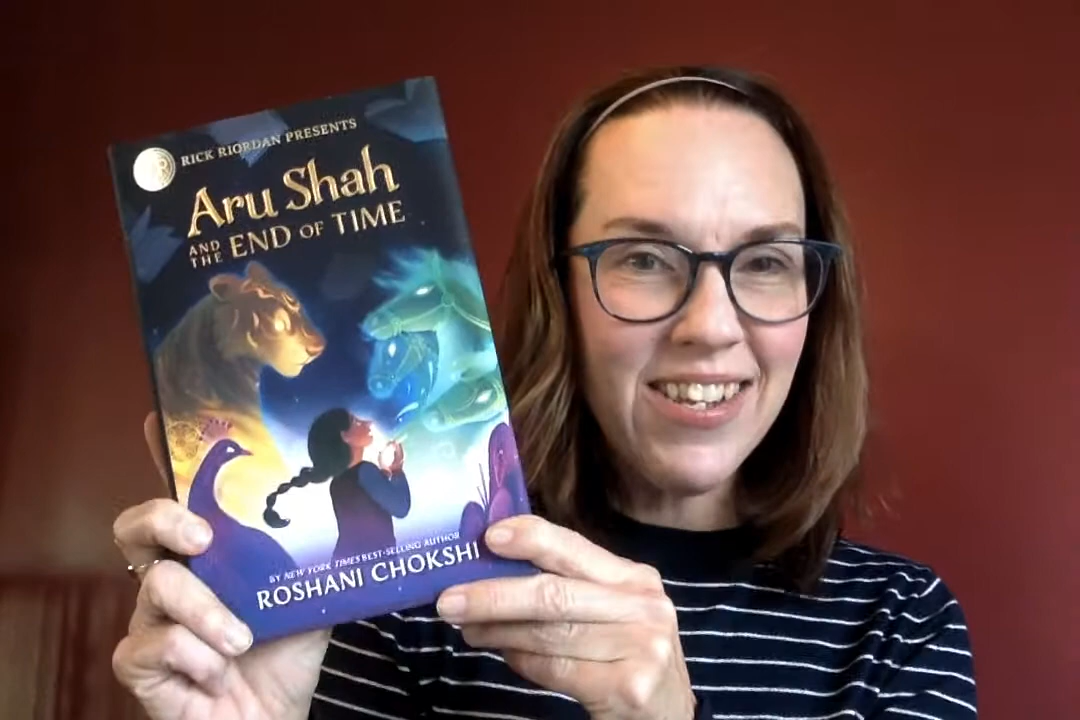 RICK RIORDAN PRESENTS
Aru Shah
AND THE END OF TIME
BY NEW YORK TIMES BEST-SELLING AUTHOR
ROSHANI CHOKSHI